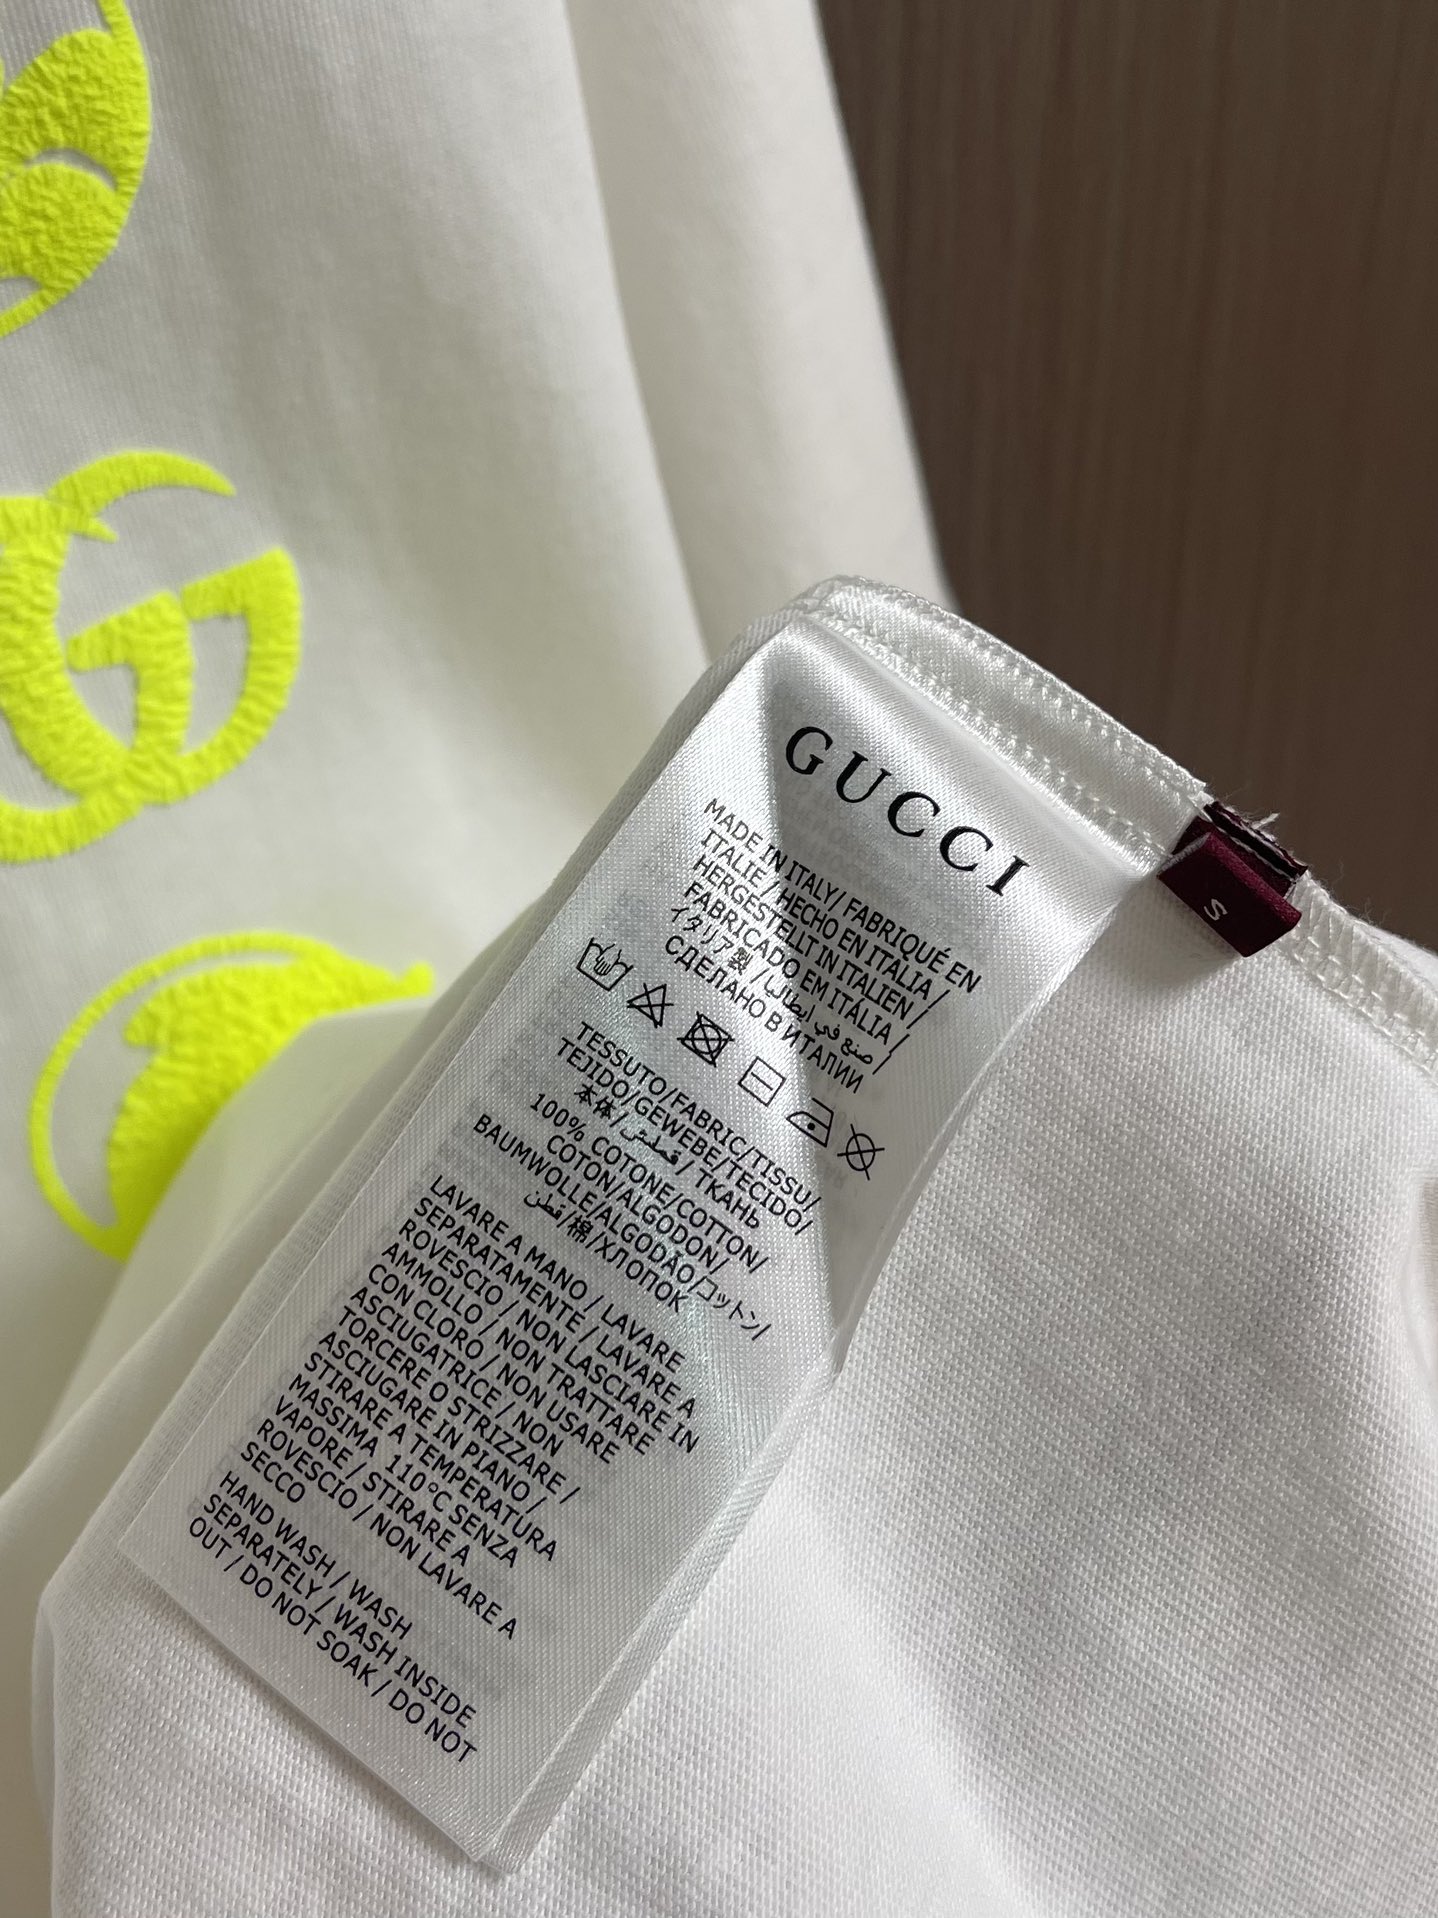 GUCCI
MADE IN ITALY/ FABRIQUÉ EN
ITALIE / HECHO EN ITALIA /
HERGESTELLT IN ITALIEN /
FABRICADO EM ITÁLIA /
イタリア製 / صنع في ايطاليا /
СДЕЛАНО В ИТАЛИИ
TESSUTO/FABRIC/TISSU/
TEJIDO/GEWEBE/TECIDO/
本体/قماش/ ТКАНЬ
100% COTONE/COTTON/
COTON/ALGODON/
BAUMWOLLE/ALGODÃO/コットン/
قطن/棉/ХЛОПОК
LAVARE A MANO / LAVARE
SEPARATAMENTE / LAVARE A
ROVESCIO / NON LASCIARE IN
AMMOLLO / NON TRATTARE
CON CLORO / NON USARE
ASCIUGATRICE / NON
TORCERE O STRIZZARE /
ASCIUGARE IN PIANO /
STIRARE A TEMPERATURA
MASSIMA 110°C SENZA
VAPORE / STIRARE A
ROVESCIO / NON LAVARE A
SECCO
HAND WASH / WASH
SEPARATELY / WASH INSIDE
OUT / DO NOT SOAK / DO NOT
S